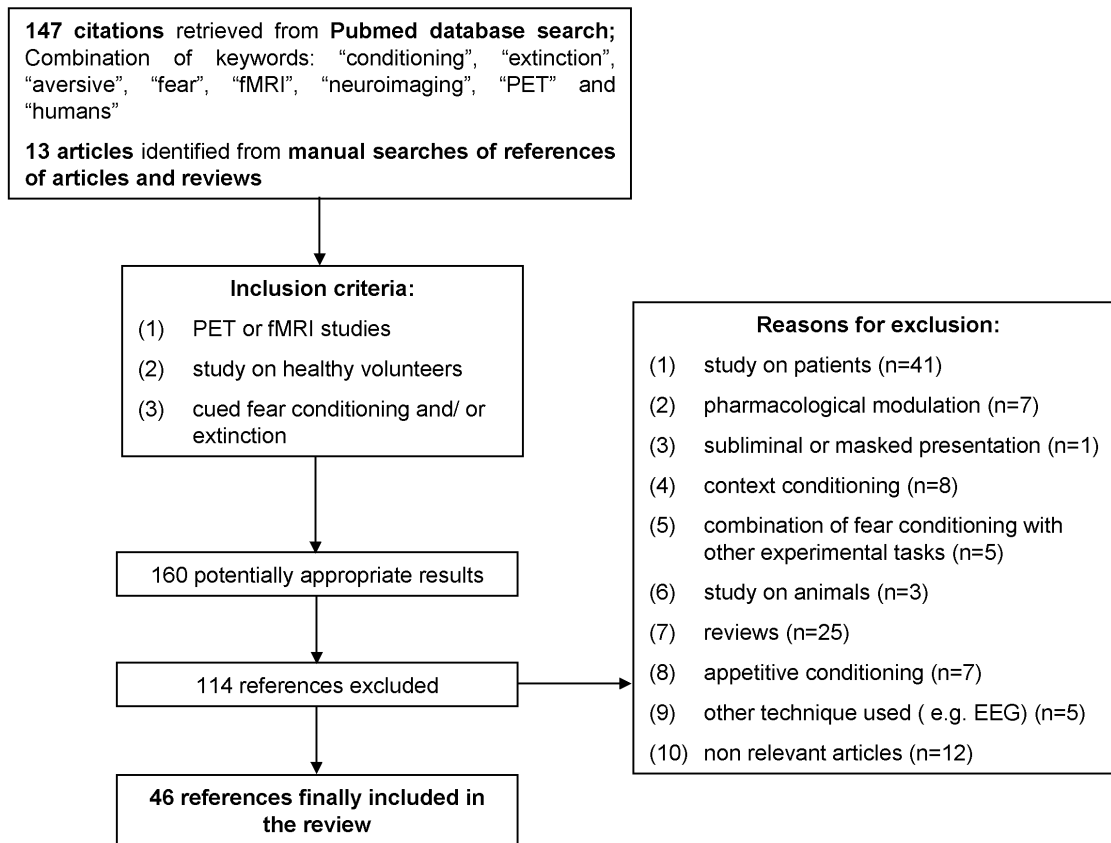 147 citations retrieved from Pubmed database search;
Combination of keywords: “conditioning”, “extinction”,
“aversive”, “fear”, “fMRI”, “neuroimaging”, “PET” and
“humans”
13 articles identified from manual searches of references
of articles and reviews
Inclusion criteria:
(1) PET or fMRI studies
(2) study on healthy volunteers
(3) cued fear conditioning and/ or
extinction
160 potentially appropriate results
114 references excluded
Reasons for exclusion:
(1) study on patients (n=41)
(2) pharmacological modulation (n=7)
(3) subliminal or masked presentation (n=1)
(4) context conditioning (n=8)
(5) combination of fear conditioning with
other experimental tasks (n=5)
(6) study on animals (n=3)
(7) reviews (n=25)
(8) appetitive conditioning (n=7)
(9) other technique used ( e.g. EEG) (n=5)
(10) non relevant articles (n=12)
46 references finally included in
the review